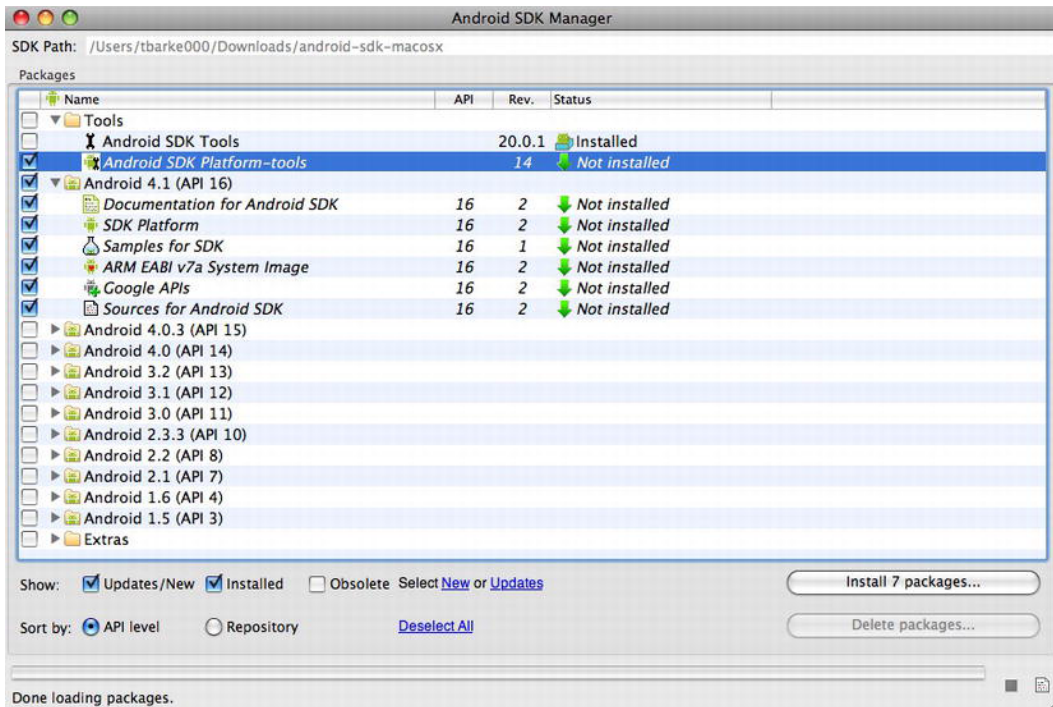 Android SDK Manager
SDK Path: /Users/tbarke000/Downloads/android-sdk-macosx
Packages
Name API Rev. Status
Tools
Android SDK Tools 20.0.1 Installed
Android SDK Platform-tools 14 Not installed
Android 4.1 (API 16)
Documentation for Android SDK 16 2 Not installed
SDK Platform 16 2 Not installed
Samples for SDK 16 1 Not installed
ARM EABI v7a System Image 16 2 Not installed
Google APIs 16 2 Not installed
Sources for Android SDK 16 2 Not installed
Android 4.0.3 (API 15)
Android 4.0 (API 14)
Android 3.2 (API 13)
Android 3.1 (API 12)
Android 3.0 (API 11)
Android 2.3.3 (API 10)
Android 2.2 (API 8)
Android 2.1 (API 7)
Android 1.6 (API 4)
Android 1.5 (API 3)
Extras
Show: Updates/New Installed Obsolete Select New or Updates Install 7 packages...
Sort by: API level Repository Deselect All Delete packages...
Done loading packages.